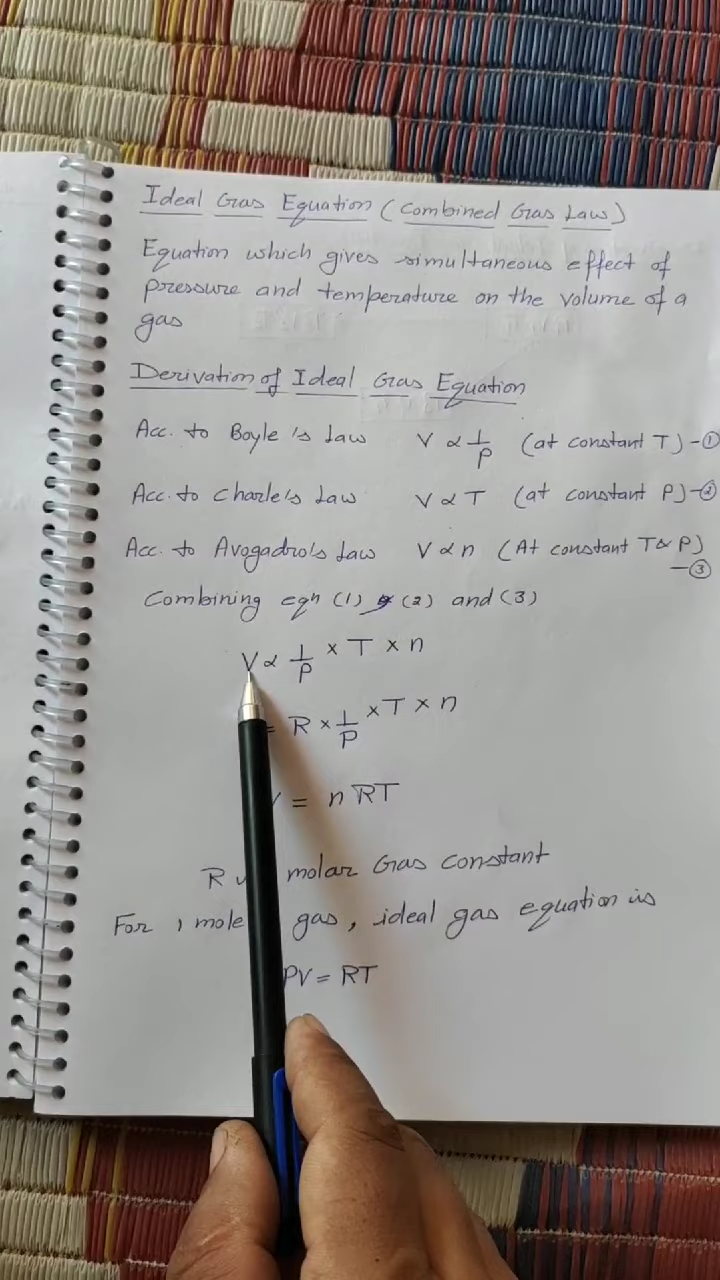 Ideal Gas Equation (Combined Gas Law)
Equation which gives simultaneous effect of
pressure and temperature on the volume of a
gas
Derivation of Ideal Gas Equation
Acc. to Boyle's Law V ∝ 1/P (at constant T) -①
Acc. to Charle's Law V ∝ T (at constant P) -②
Acc. to Avogadro's Law V ∝ n (At constant T & P)
-③
Combining eqn (1), (2) and (3)
V ∝ 1/P × T × n
= R × 1/P × T × n
= nRT
R molar Gas constant
For 1 mole gas, ideal gas equation is
PV = RT